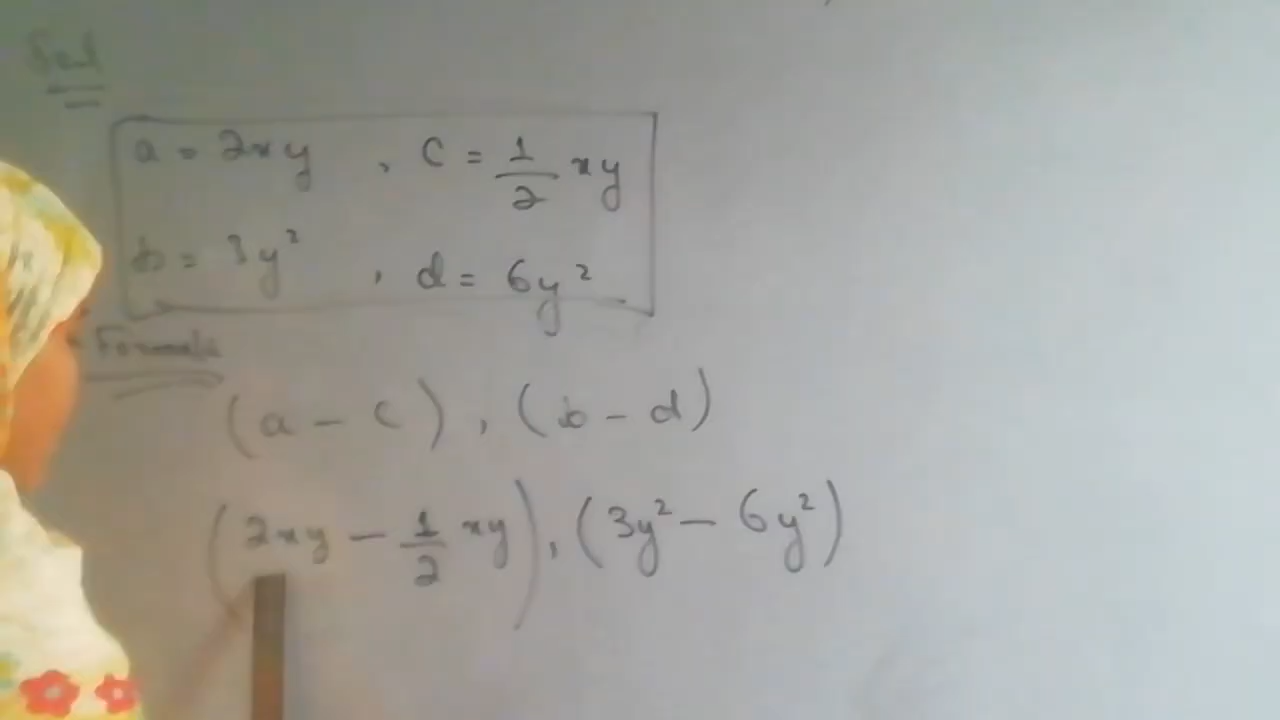 Sol
a = 2xy , c = 1/2 xy
b = 3y² , d = 6y²
Formula
(a - c) , (b - d)
(2xy - 1/2 xy) , (3y² - 6y²)